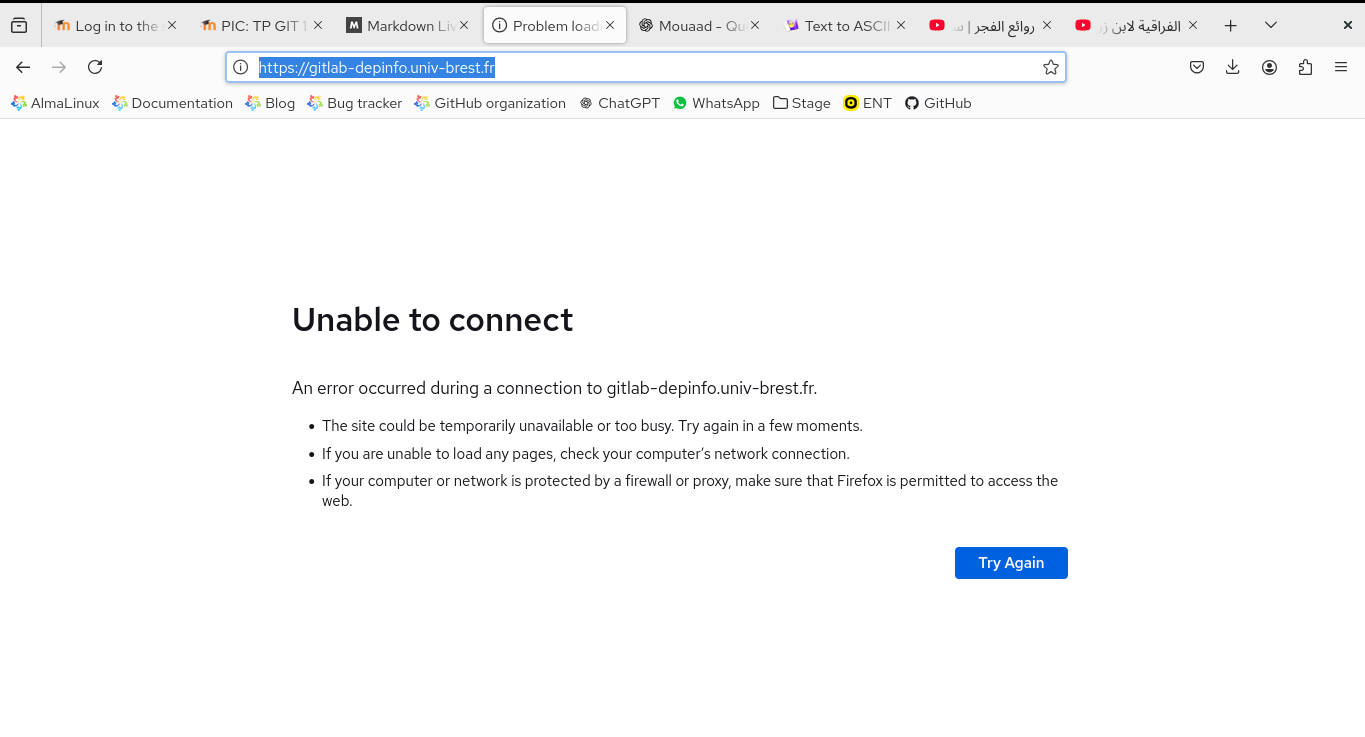 Log in to the s
PIC: TP GIT 1
Markdown Liv
Problem loadi
Mouaad - Qu
Text to ASCII
روائع الفجر | س
الفراقية لابن زر
https://gitlab-depinfo.univ-brest.fr
AlmaLinux
Documentation
Blog
Bug tracker
GitHub organization
ChatGPT
WhatsApp
Stage
ENT
GitHub
Unable to connect
An error occurred during a connection to gitlab-depinfo.univ-brest.fr.
• The site could be temporarily unavailable or too busy. Try again in a few moments.
• If you are unable to load any pages, check your computer’s network connection.
• If your computer or network is protected by a firewall or proxy, make sure that Firefox is permitted to access the
web.
Try Again